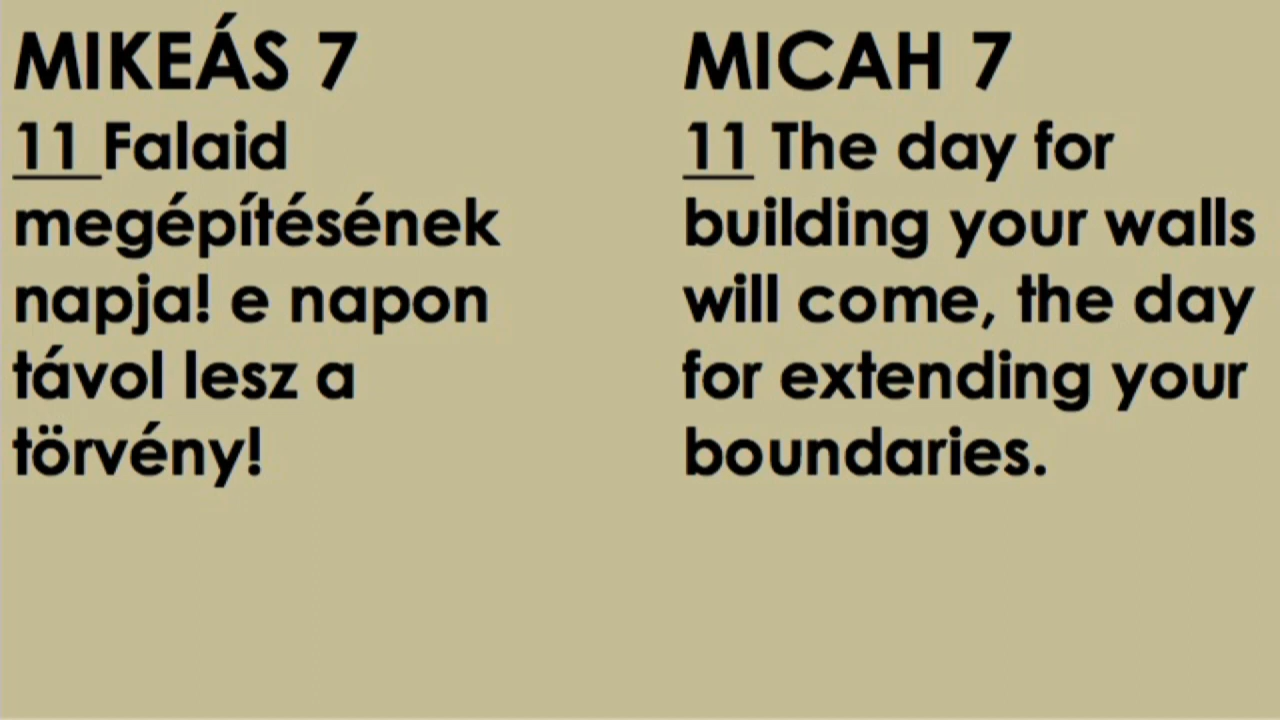 MIKEÁS 7
11 Falaid
megépítésének
napja! e napon
távol lesz a
törvény!
MICAH 7
11 The day for
building your walls
will come, the day
for extending your
boundaries.